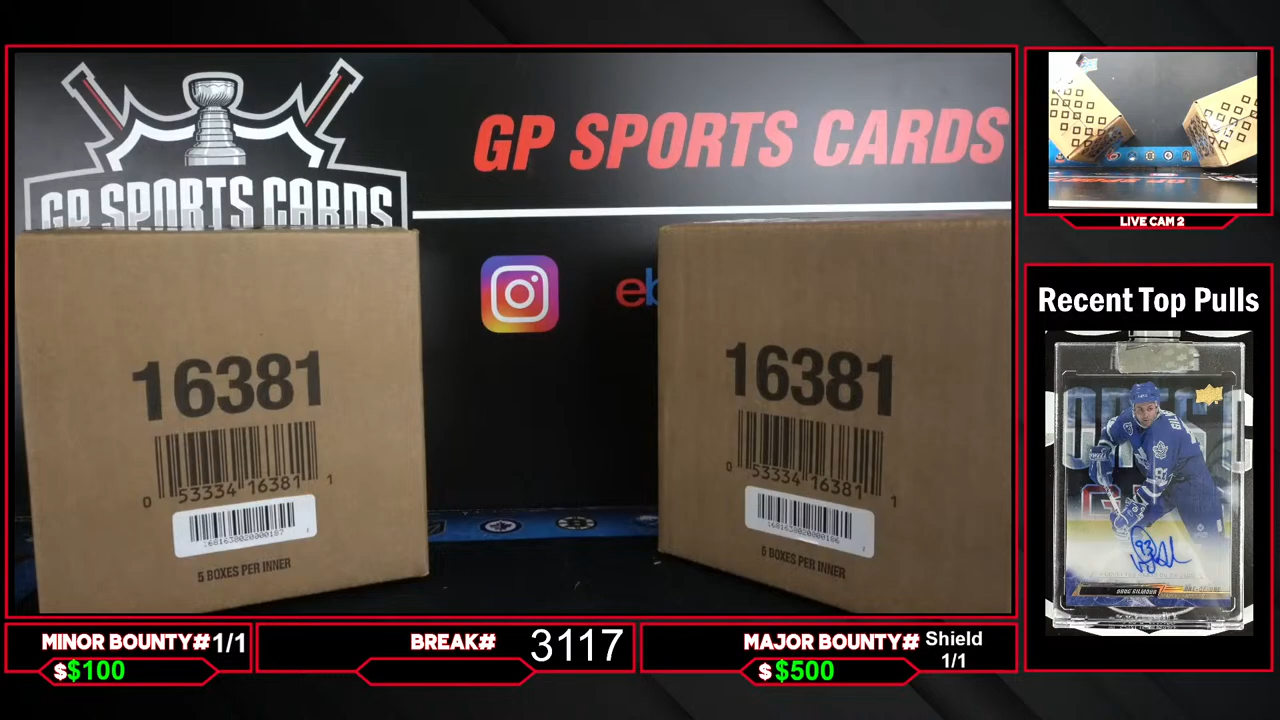 GP SPORTS CARDS
GP SPORTS CARDS
eb
16381
0 53334 16381 1
5 BOXES PER INNER
16381
0 53334 16381 1
5 BOXES PER INNER
LIVE CAM 2
Recent Top Pulls
DOUG GILMOUR
MINOR BOUNTY# 1/1
$$100
BREAK# 3117
MAJOR BOUNTY# Shield
1/1
$ $500